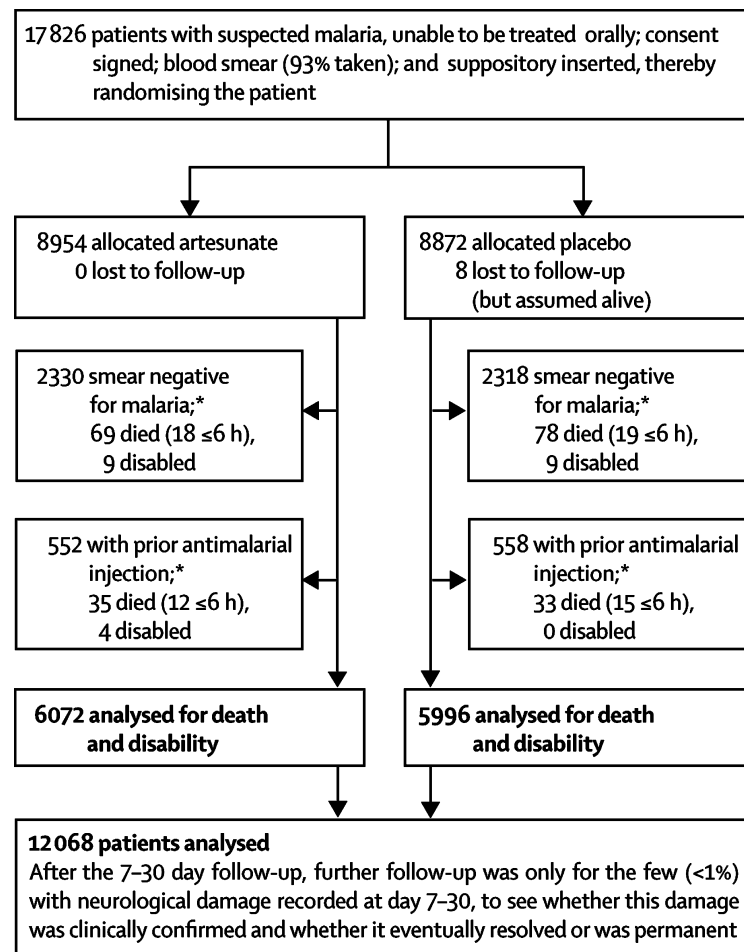 17 826 patients with suspected malaria, unable to be treated orally; consent
signed; blood smear (93% taken); and suppository inserted, thereby
randomising the patient
8954 allocated artesunate
0 lost to follow-up
8872 allocated placebo
8 lost to follow-up
(but assumed alive)
2330 smear negative
for malaria;*
69 died (18 ≤6 h),
9 disabled
2318 smear negative
for malaria;*
78 died (19 ≤6 h),
9 disabled
552 with prior antimalarial
injection;*
35 died (12 ≤6 h),
4 disabled
558 with prior antimalarial
injection;*
33 died (15 ≤6 h),
0 disabled
6072 analysed for death
and disability
5996 analysed for death
and disability
12 068 patients analysed
After the 7–30 day follow-up, further follow-up was only for the few (<1%)
with neurological damage recorded at day 7–30, to see whether this damage
was clinically confirmed and whether it eventually resolved or was permanent